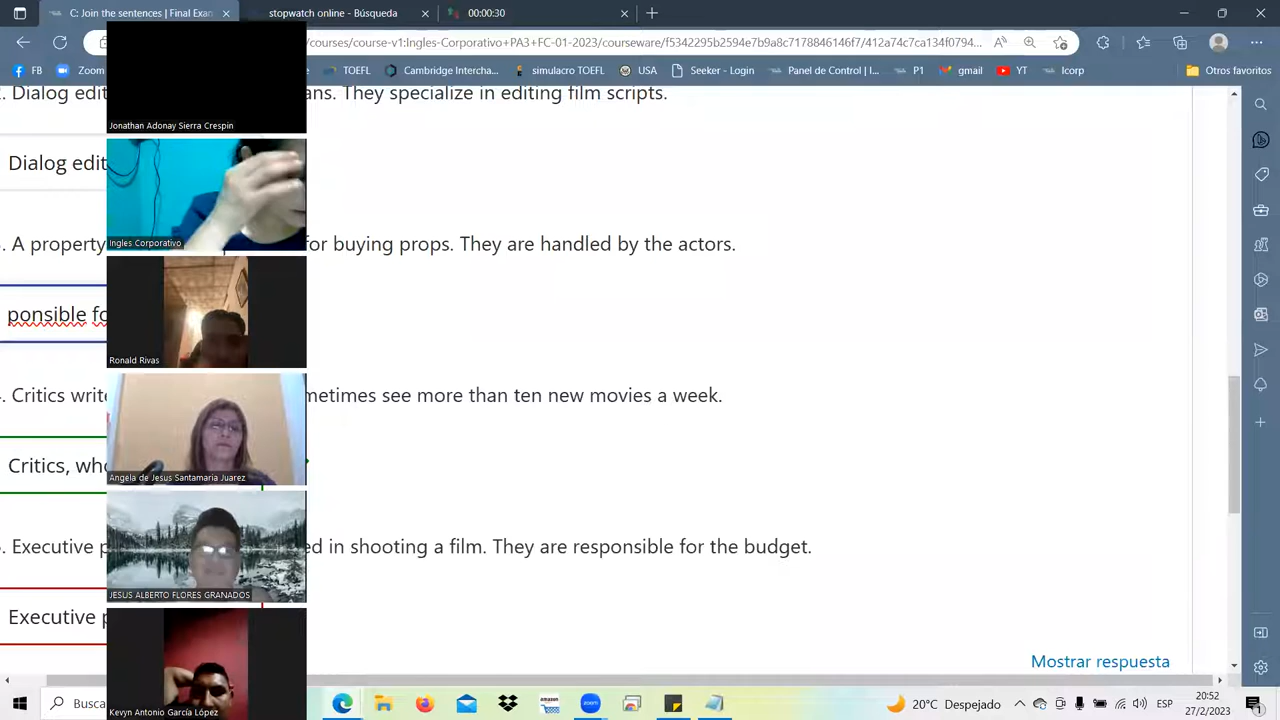 C: Join the sentences | Final Exan
stopwatch online - Búsqueda
00:00:30
/courses/course-v1:Ingles-Corporativo+PA3+FC-01-2023/courseware/f5342295b2594e7b9a8c7178846146f7/412a74c7ca134f0794...
FB
Zoom
TOEFL
Cambridge Intercha...
simulacro TOEFL
USA
Seeker - Login
Panel de Control | I...
P4
gmail
YT
Icorp
Otros favoritos
. Dialog edit
ans. They specialize in editing film scripts.
Jonathan Adonay Sierra Crespin
Dialog edit
. A property
for buying props. They are handled by the actors.
Ingles Corporativo
ponsible fo
Ronald Rivas
. Critics write
metimes see more than ten new movies a week.
Critics, who
Angela de Jesus Santamaria Juarez
. Executive p
ed in shooting a film. They are responsible for the budget.
JESUS ALBERTO FLORES GRANADOS
Executive p
Mostrar respuesta
Kevyn Antonio García López
Busca
amazon
zoom
20°C Despejado
ESP
20:52
27/2/2023
1